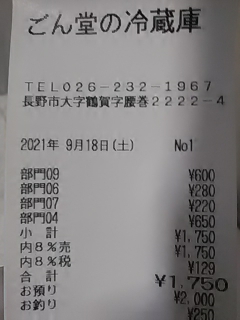 ごん堂の冷蔵庫
TEL026-232-1967
長野市大字鶴賀字腰巻2222-4
2021年 9月18日(土) No1
部門09 ¥600
部門06 ¥280
部門07 ¥220
部門04 ¥650
小 計 ¥1,750
内8%売 ¥1,750
内8%税 ¥129
合 計 ¥1,750
お預り ¥2,000
お釣り ¥250